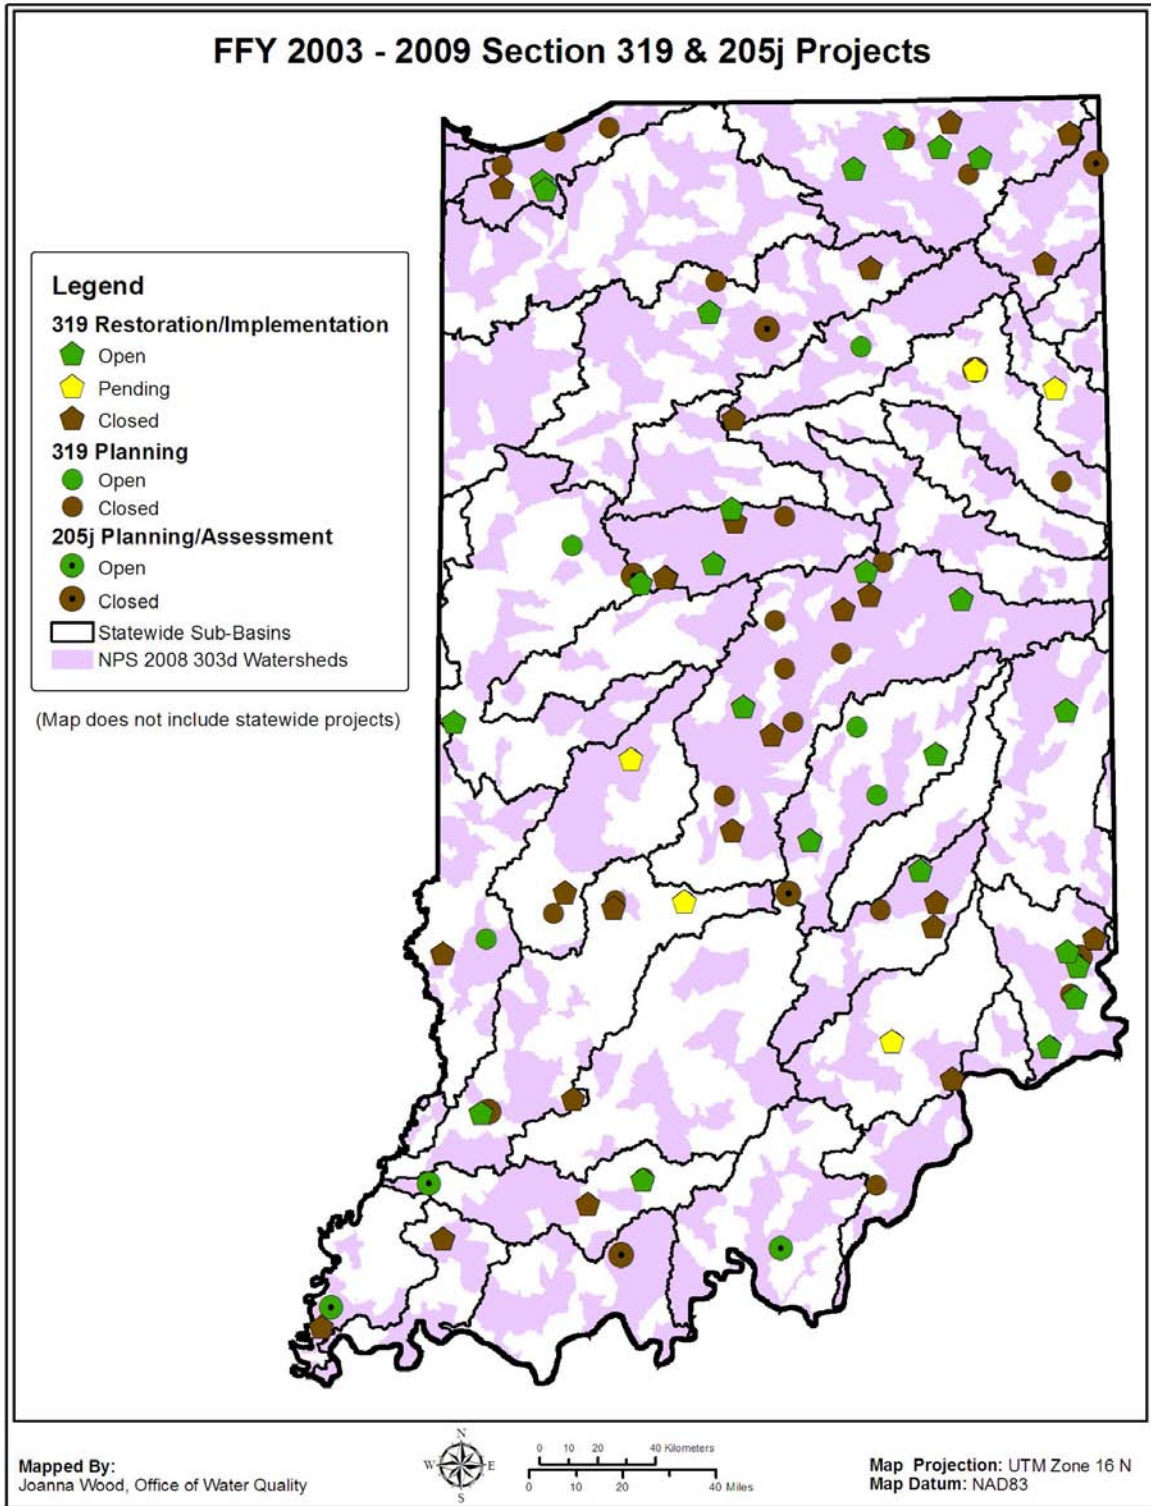 FFY 2003 - 2009 Section 319 & 205j Projects
Legend
319 Restoration/Implementation
Open
Pending
Closed
319 Planning
Open
Closed
205j Planning/Assessment
Open
Closed
Statewide Sub-Basins
NPS 2008 303d Watersheds
(Map does not include statewide projects)
Mapped By:
Joanna Wood, Office of Water Quality
N
W E
S
0 10 20 40 Kilometers
0 10 20 40 Miles
Map Projection: UTM Zone 16 N
Map Datum: NAD83